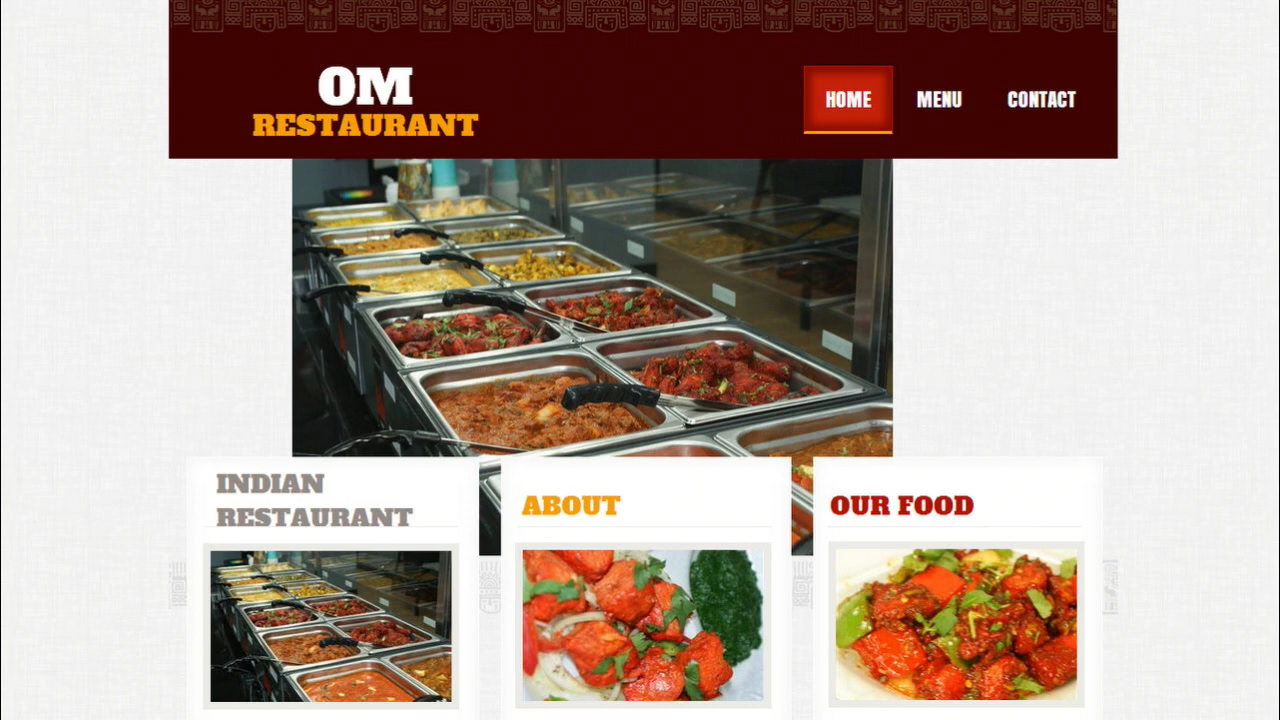 OM
RESTAURANT
HOME MENU CONTACT
INDIAN
RESTAURANT
ABOUT
OUR FOOD